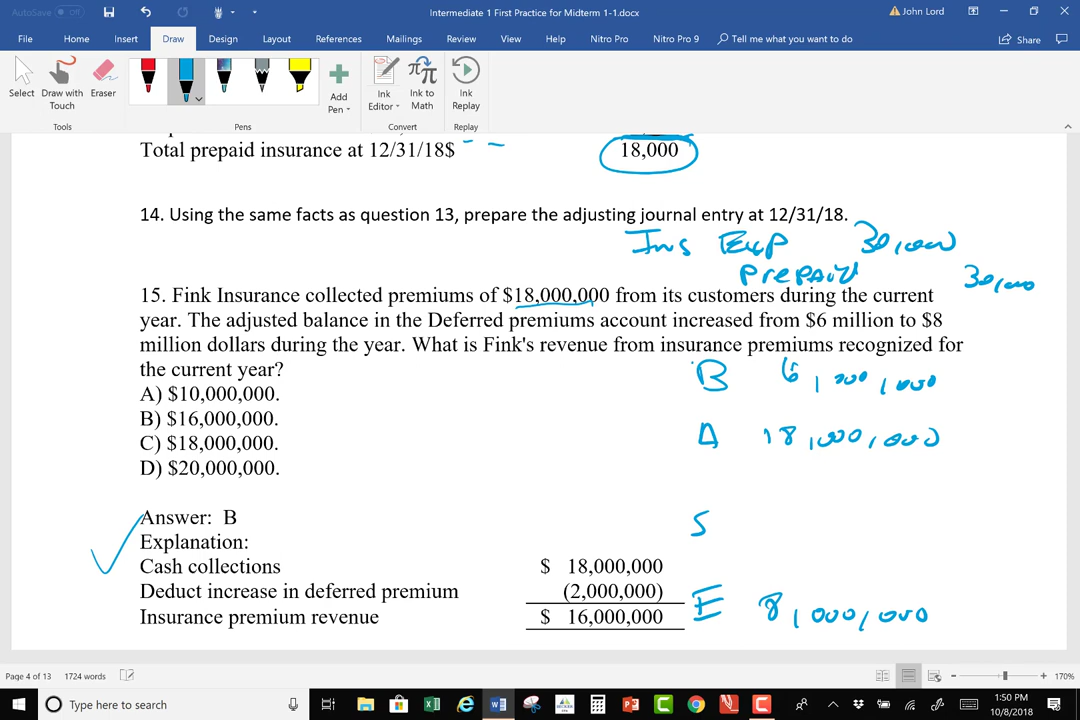 AutoSave Off
Intermediate 1 First Practice for Midterm 1-1.docx
John Lord
File Home Insert Draw Design Layout References Mailings Review View Help Nitro Pro Nitro Pro 9 Tell me what you want to do Share
Select
Draw with Touch
Eraser
Add Pen
Ink Editor
Ink to Math
Ink Replay
Tools Pens Convert Replay
Total prepaid insurance at 12/31/18$ 18,000
14. Using the same facts as question 13, prepare the adjusting journal entry at 12/31/18.
Ins Exp 30,000
Prepaid 30,000
15. Fink Insurance collected premiums of $18,000,000 from its customers during the current
year. The adjusted balance in the Deferred premiums account increased from $6 million to $8
million dollars during the year. What is Fink's revenue from insurance premiums recognized for
the current year?
B 6,000,000
A) $10,000,000.
B) $16,000,000.
A 18,000,000
C) $18,000,000.
D) $20,000,000.
Answer: B
S
Explanation:
Cash collections $ 18,000,000
Deduct increase in deferred premium (2,000,000)
Insurance premium revenue $ 16,000,000
E 8,000,000
Page 4 of 13 1724 words 170%
Type here to search
1:50 PM
10/8/2018